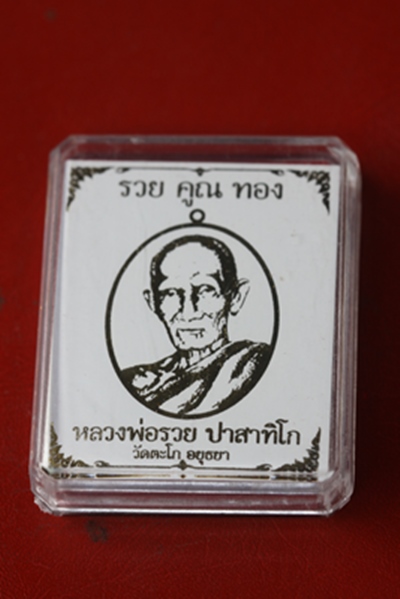 รวย คูณ ทอง
หลวงพ่อรวย ปาสาทิโก
วัดตะโก อยุธยา